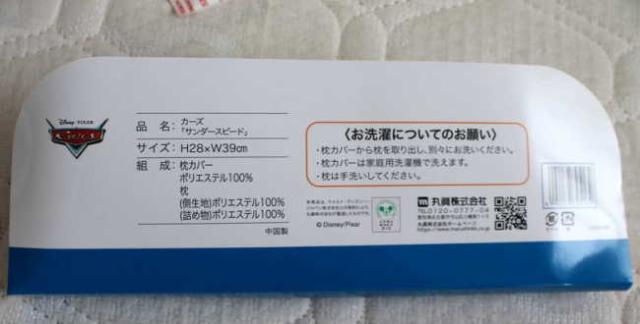 Disney・PIXAR
Cars
品 名： カーズ
「サンダースピード」
サイズ： H28×W39㎝
組 成： 枕カバー
ポリエステル100%
枕
(側生地)ポリエステル100%
(詰め物)ポリエステル100%
中国製
〈お洗濯についてのお願い〉
・枕カバーから枕を取り出し、別々にお洗いください。
・枕カバーは家庭用洗濯機で洗えます。
・枕は手洗いしてください。
© Disney/Pixar
丸眞株式会社
TEL 0120-0777-04